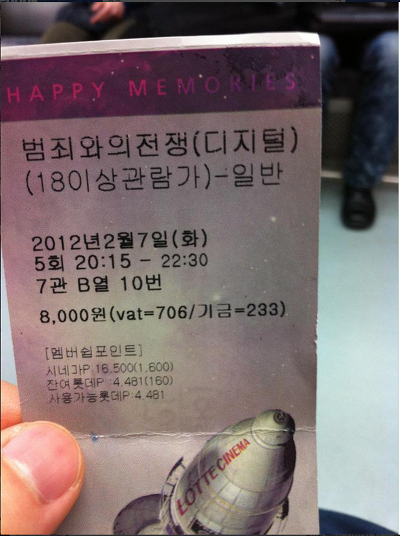 HAPPY MEMORIES
범죄와의전쟁(디지털)
(18이상관람가)-일반
2012년2월7일(화)
5회 20:15 - 22:30
7관 B열 10번
8,000원(vat=706/기금=233)
[멤버쉽포인트]
시네마P 16,500(1,600)
잔여롯데P :4,481(160)
사용가능롯데P:4,481
LOTTE CINEMA